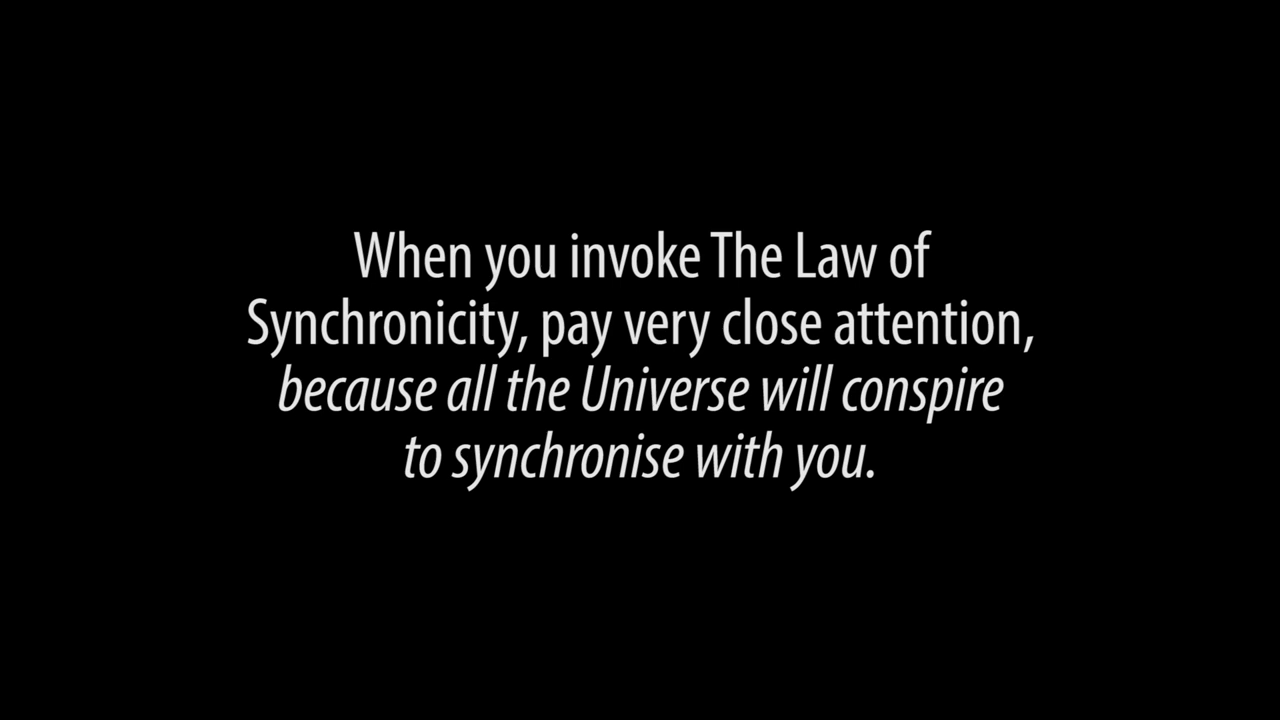 When you invoke The Law of
Synchronicity, pay very close attention,
because all the Universe will conspire
to synchronise with you.